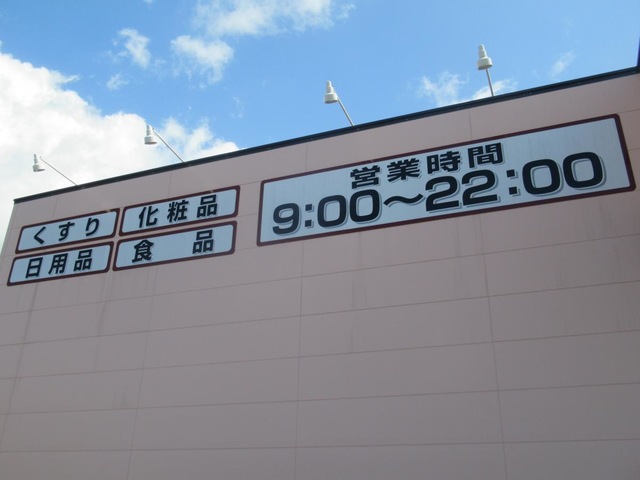 くすり
化粧品
日用品
食品
営業時間
9:00～22:00